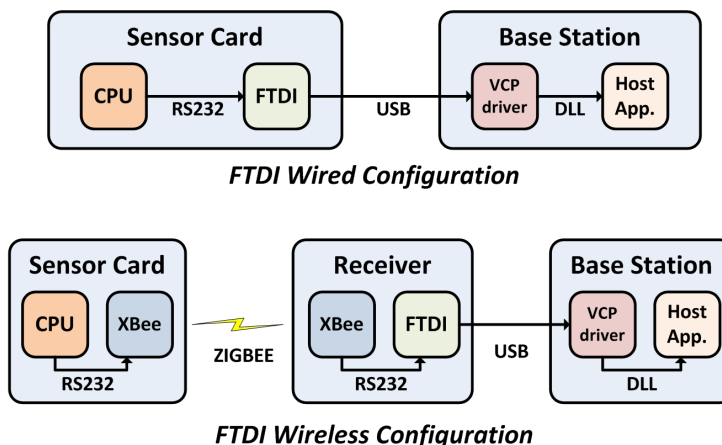 Sensor Card
Base Station
CPU
RS232
FTDI
USB
VCP
driver
DLL
Host
App.
FTDI Wired Configuration
Sensor Card
Receiver
Base Station
CPU
XBee
RS232
ZIGBEE
XBee
FTDI
RS232
USB
VCP
driver
Host
App.
DLL
FTDI Wireless Configuration